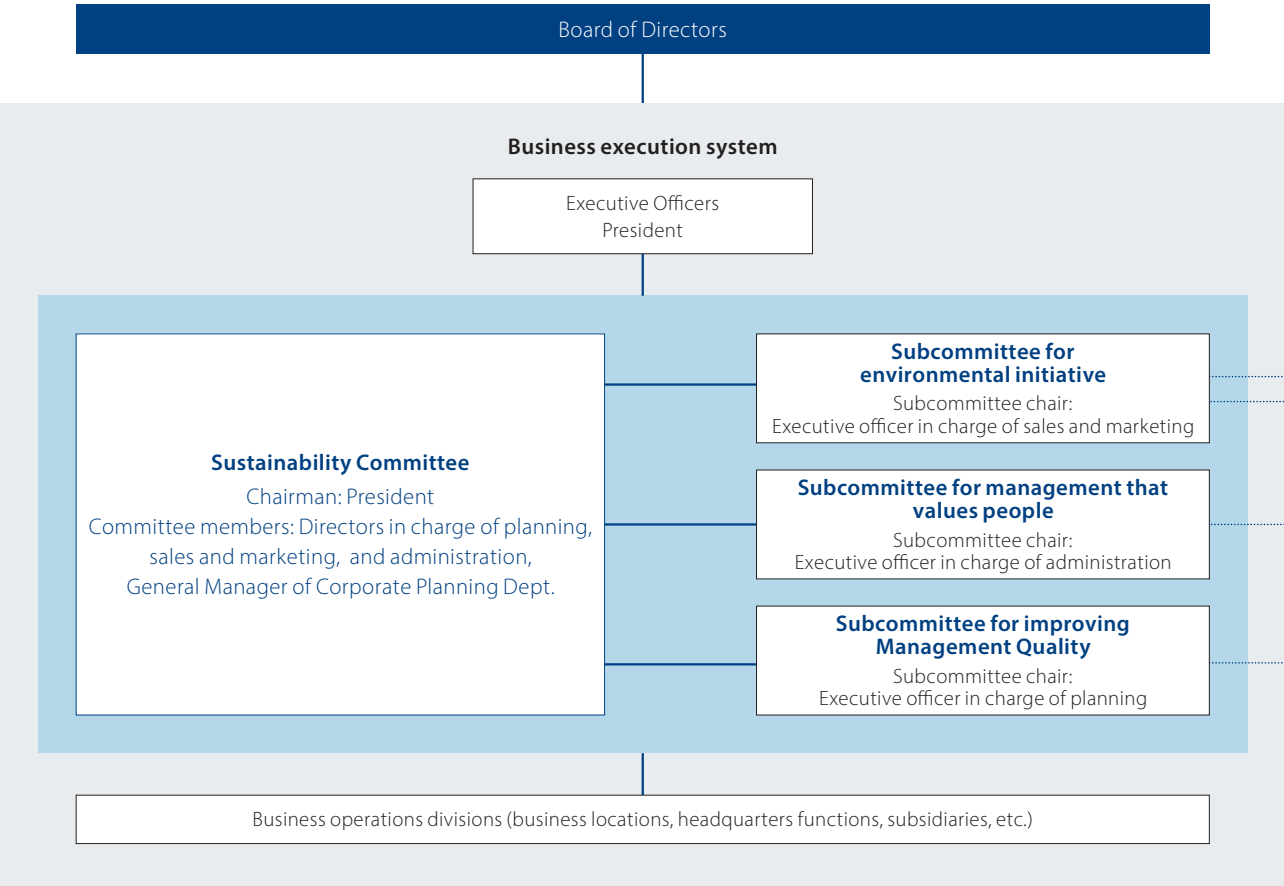 Board of Directors
Business execution system
Executive Officers
President
Sustainability Committee
Chairman: President
Committee members: Directors in charge of planning,
sales and marketing, and administration,
General Manager of Corporate Planning Dept.
Subcommittee for
environmental initiative
Subcommittee chair:
Executive officer in charge of sales and marketing
Subcommittee for management that
values people
Subcommittee chair:
Executive officer in charge of administration
Subcommittee for improving
Management Quality
Subcommittee chair:
Executive officer in charge of planning
Business operations divisions (business locations, headquarters functions, subsidiaries, etc.)